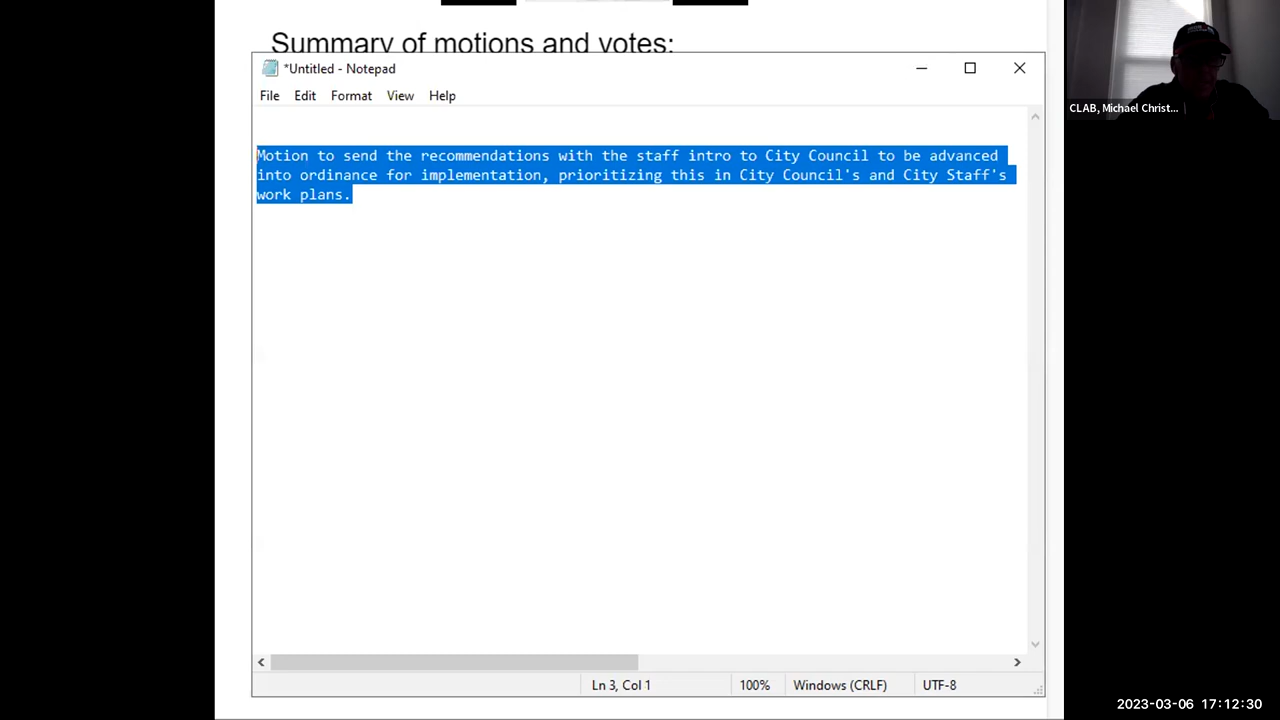 Summary of motions and votes:
*Untitled - Notepad
File Edit Format View Help
Motion to send the recommendations with the staff intro to City Council to be advanced
into ordinance for implementation, prioritizing this in City Council's and City Staff's
work plans.
Ln 3, Col 1 100% Windows (CRLF) UTF-8
CLAB, Michael Christ...
2023-03-06 17:12:30